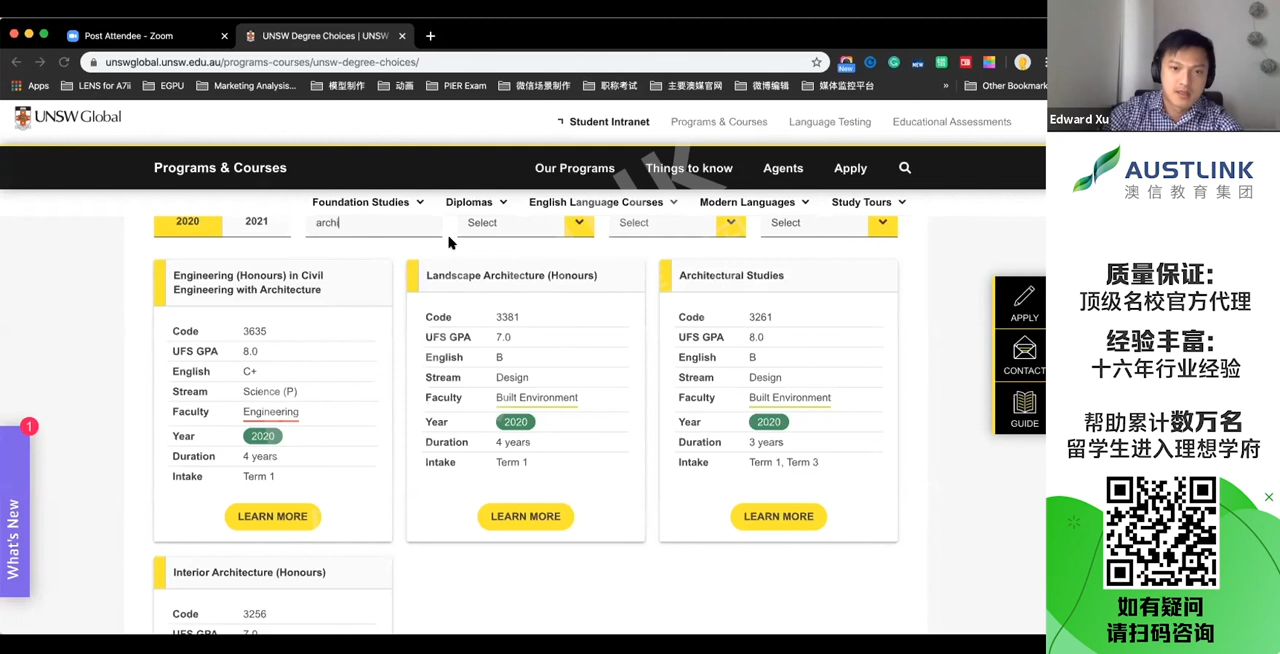 Post Attendee - Zoom
UNSW Degree Choices | UNSW
unswglobal.unsw.edu.au/programs-courses/unsw-degree-choices/
New
NEW
Apps
LENS for A7ii
EGPU
Marketing Analysis...
模型制作
动画
PIER Exam
微信场景制作
职称考试
主要澳媒官网
微博编辑
媒体监控平台
»
Other Bookmark
UNSW Global
Student Intranet
Programs & Courses
Language Testing
Educational Assessments
Programs & Courses
Our Programs
Things to know
Agents
Apply
Foundation Studies
Diplomas
English Language Courses
Modern Languages
Study Tours
2020
2021
archi
Select
Select
Select
Engineering (Honours) in Civil
Engineering with Architecture
Code 3635
UFS GPA 8.0
English C+
Stream Science (P)
Faculty Engineering
Year 2020
Duration 4 years
Intake Term 1
LEARN MORE
Landscape Architecture (Honours)
Code 3381
UFS GPA 7.0
English B
Stream Design
Faculty Built Environment
Year 2020
Duration 4 years
Intake Term 1
LEARN MORE
Architectural Studies
Code 3261
UFS GPA 8.0
English B
Stream Design
Faculty Built Environment
Year 2020
Duration 3 years
Intake Term 1, Term 3
LEARN MORE
Interior Architecture (Honours)
Code 3256
UFS GPA 7.0
1
What's New
APPLY
CONTACT
GUIDE
Edward Xu
AUSTLINK
澳信教育集团
质量保证:
顶级名校官方代理
经验丰富:
十六年行业经验
帮助累计数万名
留学生进入理想学府
如有疑问
请扫码咨询